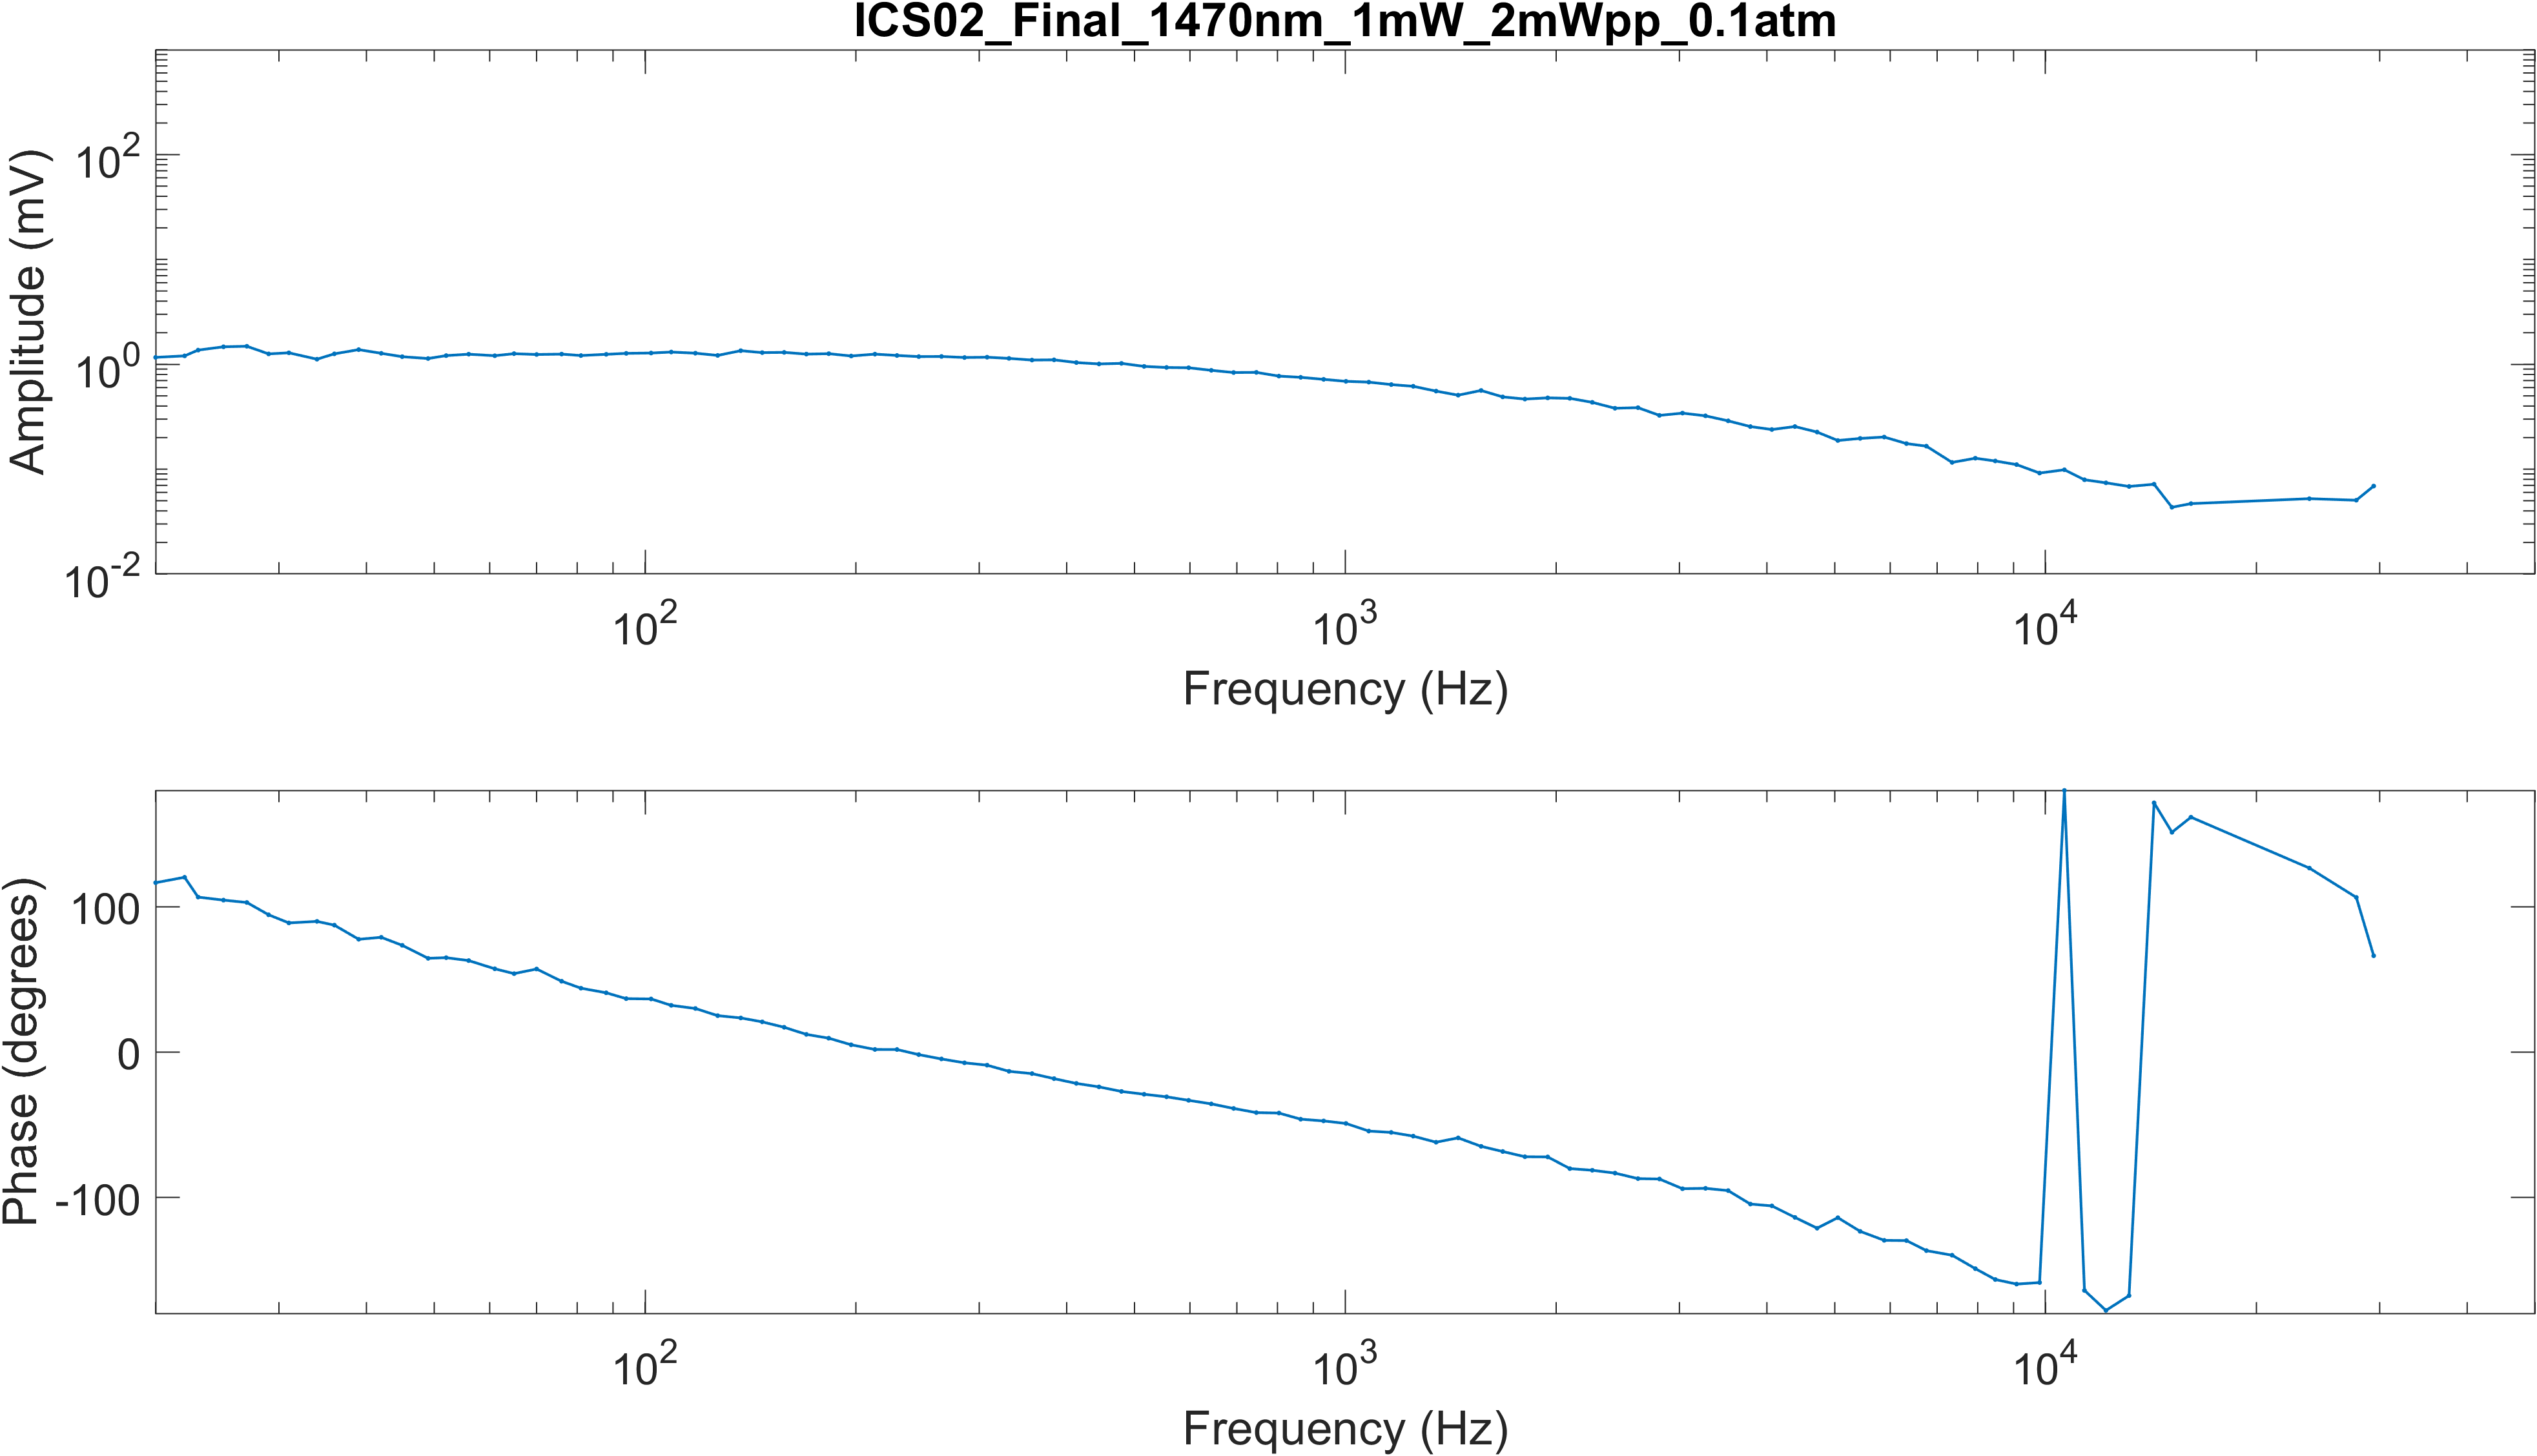 ICS02_Final_1470nm_1mW_2mWpp_0.1atm
Amplitude (mV)
10^2
10^0
10^-2
10^2 10^3 10^4
Frequency (Hz)
Phase (degrees)
100
0
-100
10^2 10^3 10^4
Frequency (Hz)